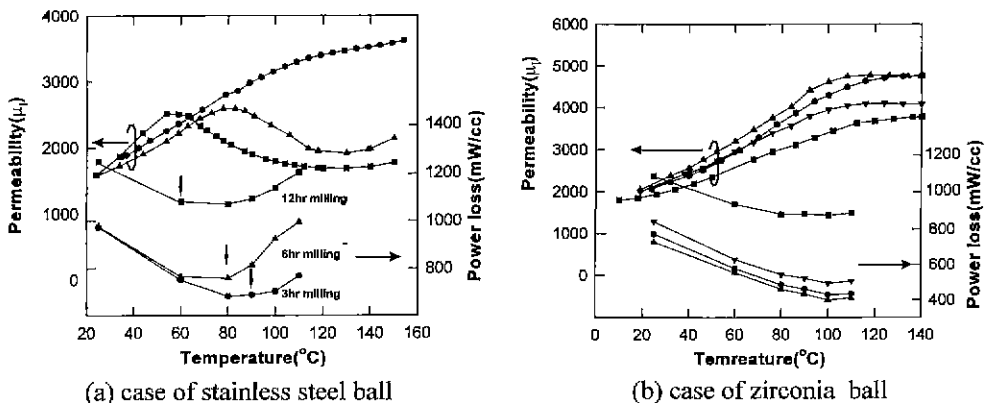 4000
3000
2000
1000
0
Permeability(μi)
1400
1200
1000
800
Power loss(mW/cc)
12hr milling
6hr milling
3hr milling
20 40 60 80 100 120 140 160
Temperature(°C)
(a) case of stainless steel ball
6000
5000
4000
3000
2000
1000
0
Permeability(μi)
1200
1000
800
600
400
Power loss(mW/cc)
0 20 40 60 80 100 120 140
Temreature(°C)
(b) case of zirconia ball